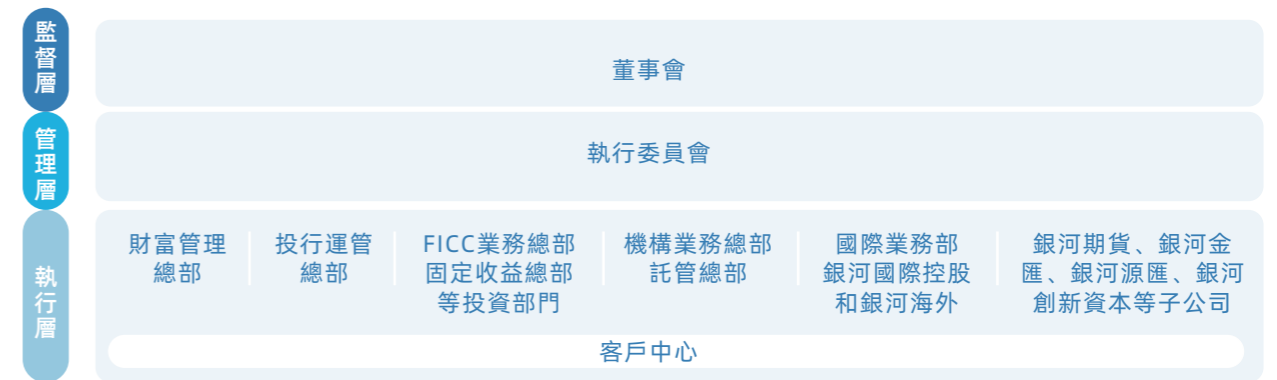 監督層
董事會
管理層
執行委員會
執行層
財富管理
總部
投行運管
總部
FICC業務總部
固定收益總部
等投資部門
機構業務總部
託管總部
國際業務部
銀河國際控股
和銀河海外
銀河期貨、銀河金
匯、銀河源匯、銀河
創新資本等子公司
客戶中心